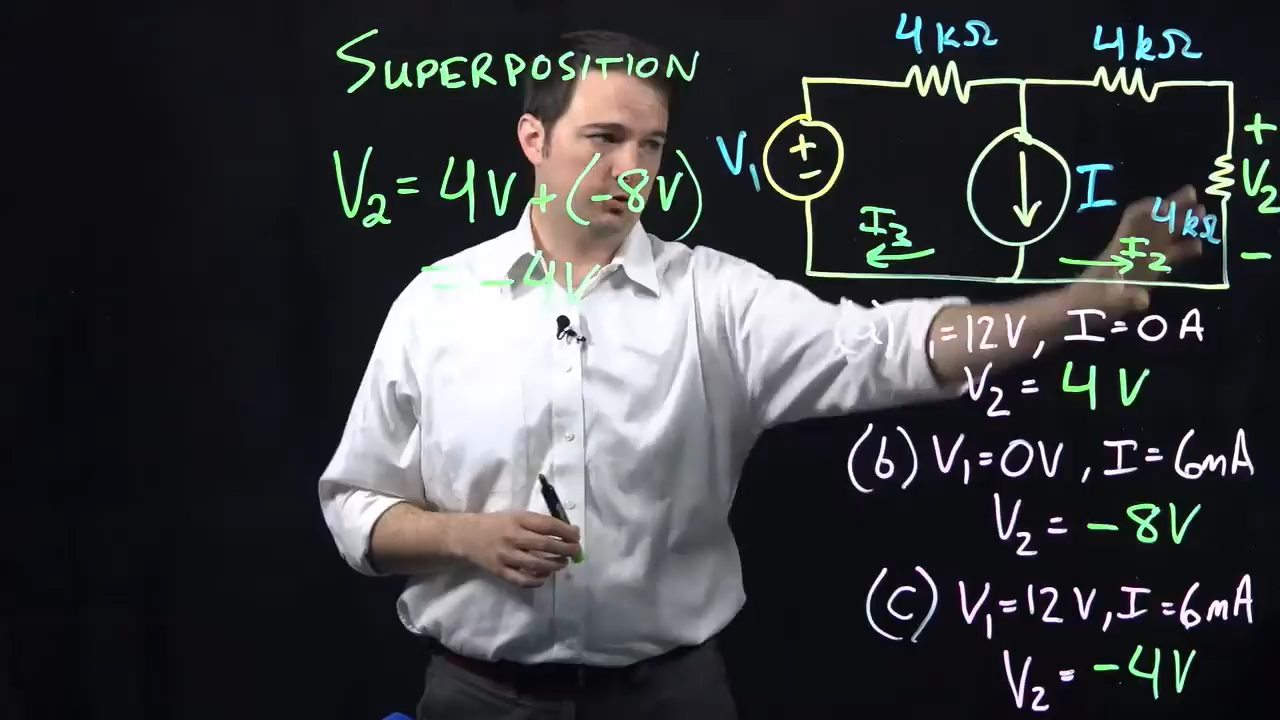 SUPERPOSITION
V₂ = 4V + (-8V)
= -4V
4kΩ
4kΩ
V₁
+
-
I
4kΩ
+
V₂
-
I₃
I₂
(a) V₁=12V, I=0A
V₂ = 4V
(b) V₁=0V, I=6mA
V₂ = -8V
(c) V₁=12V, I=6mA
V₂ = -4V